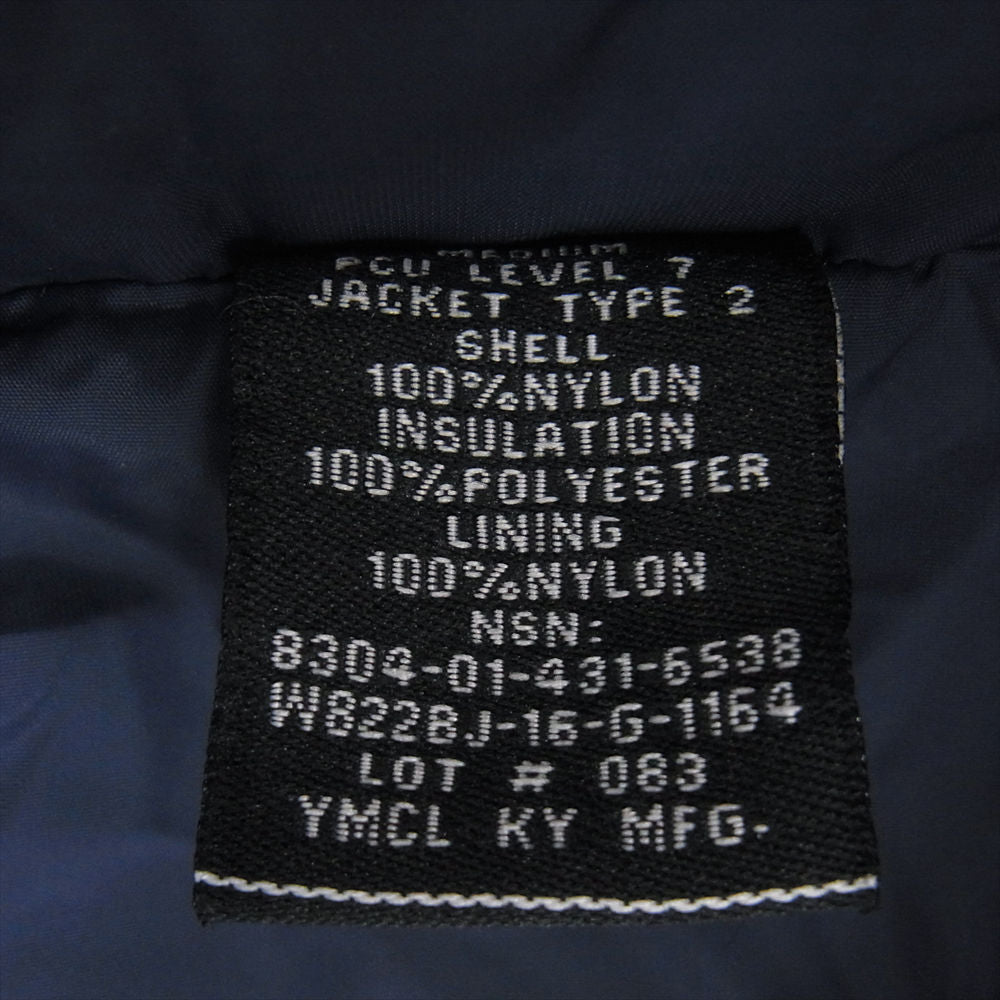 MEDIUM
PCU LEVEL 7
JACKET TYPE 2
SHELL
100%NYLON
INSULATION
100%POLYESTER
LINING
100%NYLON
NSN:
8304-01-431-6538
W8228J-16-G-1164
LOT # 083
YMCL KY MFG.